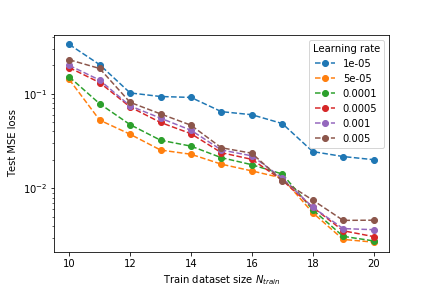 Learning rate
1e-05
5e-05
0.0001
0.0005
0.001
0.005
Test MSE loss
10⁻¹
10⁻²
10 12 14 16 18 20
Train dataset size N_train